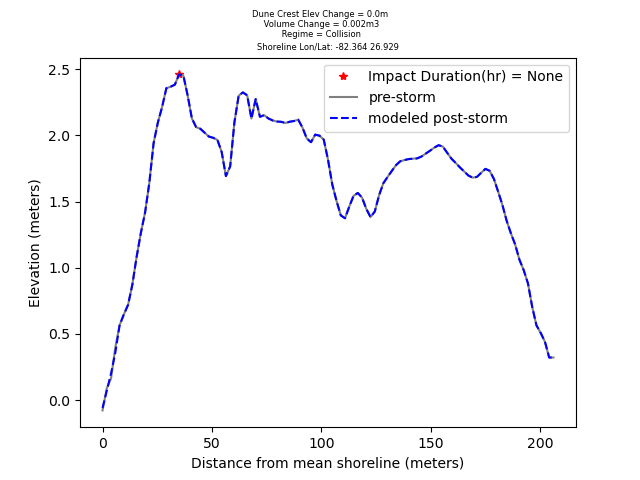 Dune Crest Elev Change = 0.0m
Volume Change = 0.002m3
Regime = Collision
Shoreline Lon/Lat: -82.364 26.929
Impact Duration(hr) = None
pre-storm
modeled post-storm
2.5
2.0
1.5
1.0
0.5
0.0
Elevation (meters)
0
50
100
150
200
Distance from mean shoreline (meters)